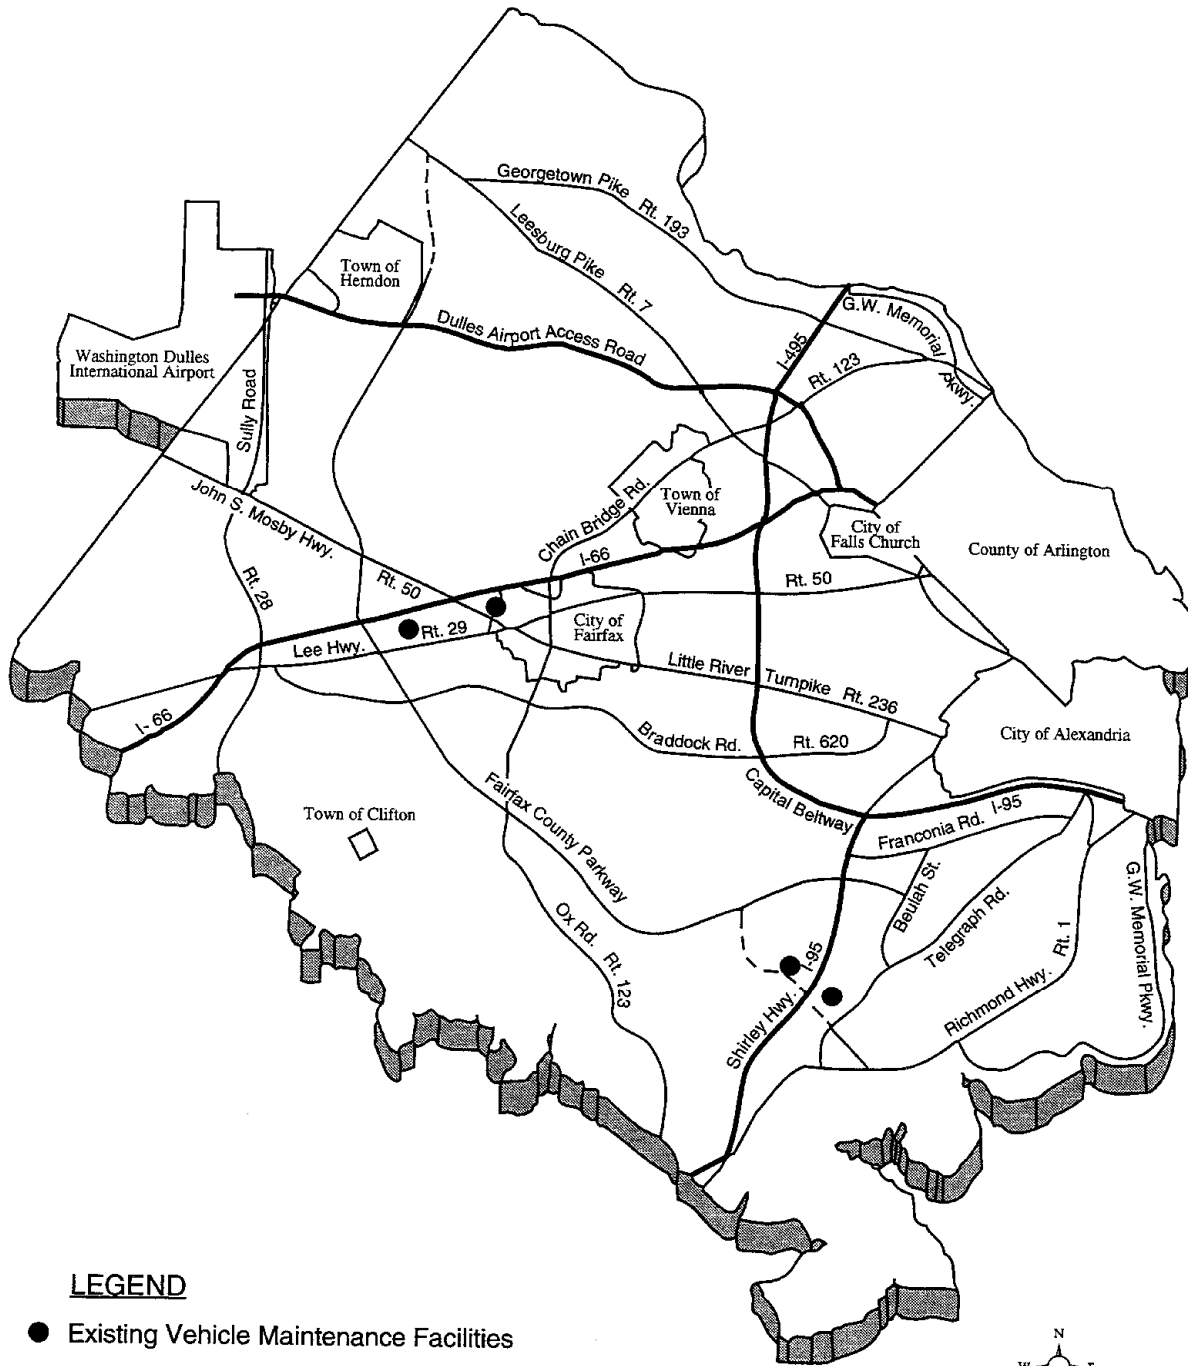 Georgetown Pike Rt. 193
Leesburg Pike Rt. 7
Town of
Herndon
G.W. Memorial Pkwy.
Dulles Airport Access Road
I-495
Washington Dulles
International Airport
Rt. 123
Sully Road
John S. Mosby Hwy.
Chain Bridge Rd.
Town of
Vienna
City of
Falls Church
County of Arlington
I-66
Rt. 50
Rt. 50
Rt. 28
Lee Hwy.
Rt. 29
City of
Fairfax
Little River Turnpike Rt. 236
I-66
Braddock Rd. Rt. 620
City of Alexandria
Capital Beltway
I-95
Franconia Rd.
Town of Clifton
Fairfax County Parkway
Beulah St.
Telegraph Rd.
G.W. Memorial Pkwy.
Ox Rd. Rt. 123
Shirley Hwy. I-95
Richmond Hwy. Rt. 1
LEGEND
Existing Vehicle Maintenance Facilities
N
W